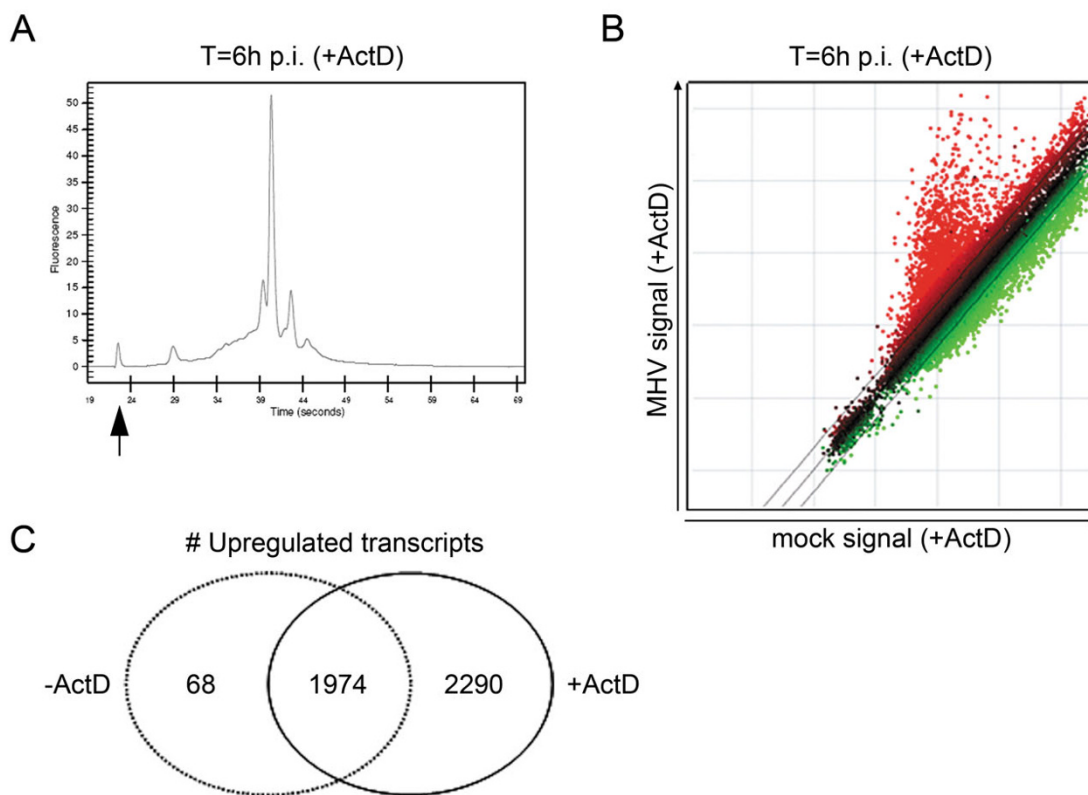 A
T=6h p.i. (+ActD)
50
45
40
35
30
25
20
15
10
5
0
Fluorescence
19 24 29 34 39 44 49 54 59 64 69
Time (seconds)
B
T=6h p.i. (+ActD)
MHV signal (+ActD)
mock signal (+ActD)
C
# Upregulated transcripts
-ActD 68 1974 2290 +ActD